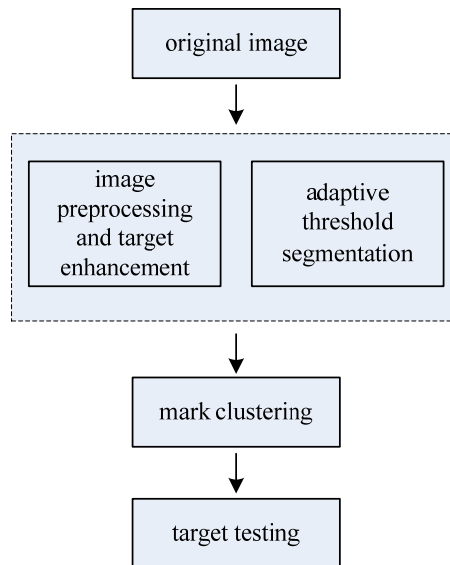 original image
image
preprocessing
and target
enhancement
adaptive
threshold
segmentation
mark clustering
target testing